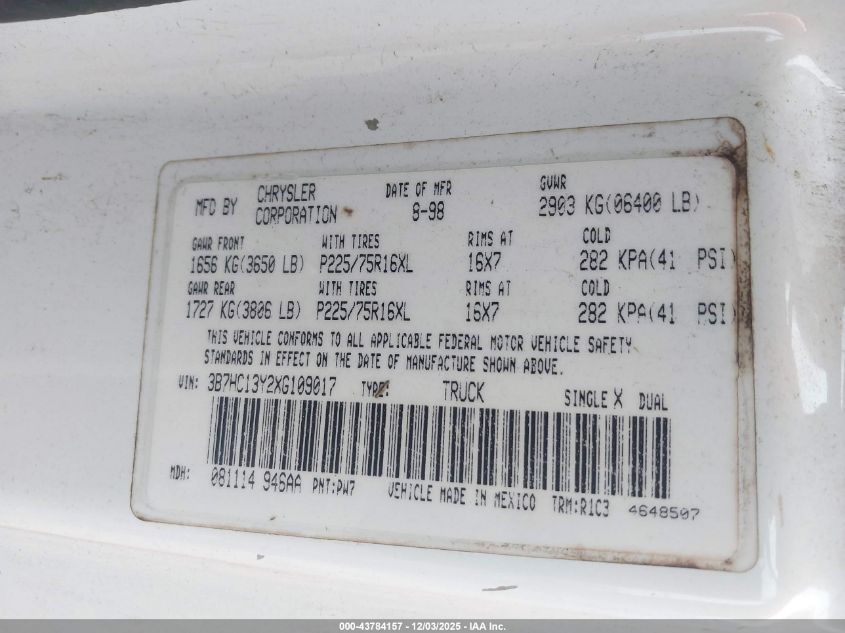 MFD BY CHRYSLER CORPORATION DATE OF MFR 8-98 GVWR 2903 KG(06400 LB)
GAWR FRONT WITH TIRES RIMS AT COLD
1656 KG(3650 LB) P225/75R16XL 16X7 282 KPA(41 PSI)
GAWR REAR WITH TIRES RIMS AT COLD
1727 KG(3806 LB) P225/75R16XL 16X7 282 KPA(41 PSI)
THIS VEHICLE CONFORMS TO ALL APPLICABLE FEDERAL MOTOR VEHICLE SAFETY
STANDARDS IN EFFECT ON THE DATE OF MANUFACTURE SHOWN ABOVE.
VIN: 3B7HC13Y2XG109017 TYPE: TRUCK SINGLE X DUAL
MDH: 081114 946AA PNT:PW7 VEHICLE MADE IN MEXICO TRM:R1C3 4648507
000-43784157 - 12/03/2025 - IAA Inc.